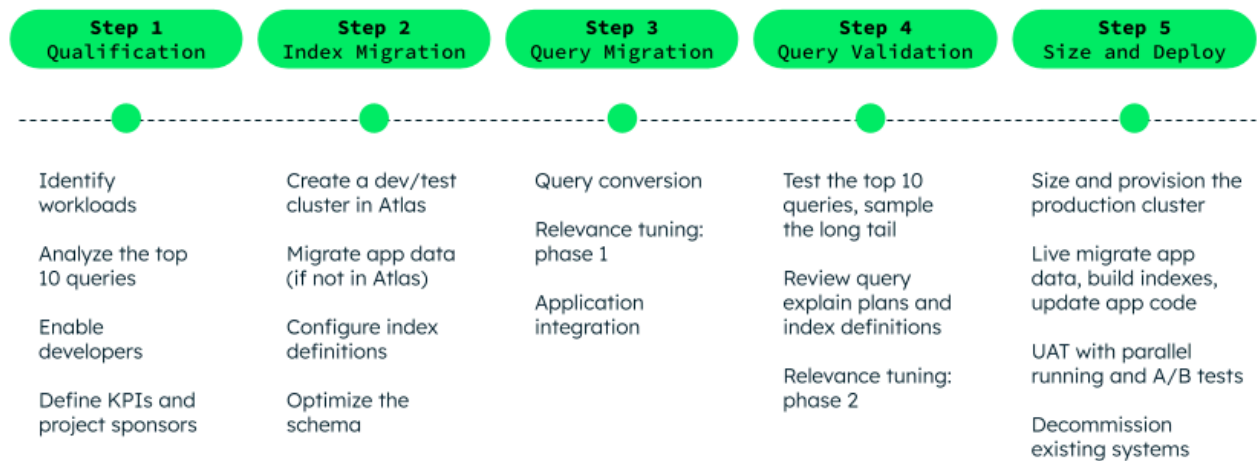 Step 1
Qualification
Step 2
Index Migration
Step 3
Query Migration
Step 4
Query Validation
Step 5
Size and Deploy
Identify
workloads
Analyze the top
10 queries
Enable
developers
Define KPIs and
project sponsors
Create a dev/test
cluster in Atlas
Migrate app data
(if not in Atlas)
Configure index
definitions
Optimize the
schema
Query conversion
Relevance tuning:
phase 1
Application
integration
Test the top 10
queries, sample
the long tail
Review query
explain plans and
index definitions
Relevance tuning:
phase 2
Size and provision the
production cluster
Live migrate app
data, build indexes,
update app code
UAT with parallel
running and A/B tests
Decommission
existing systems